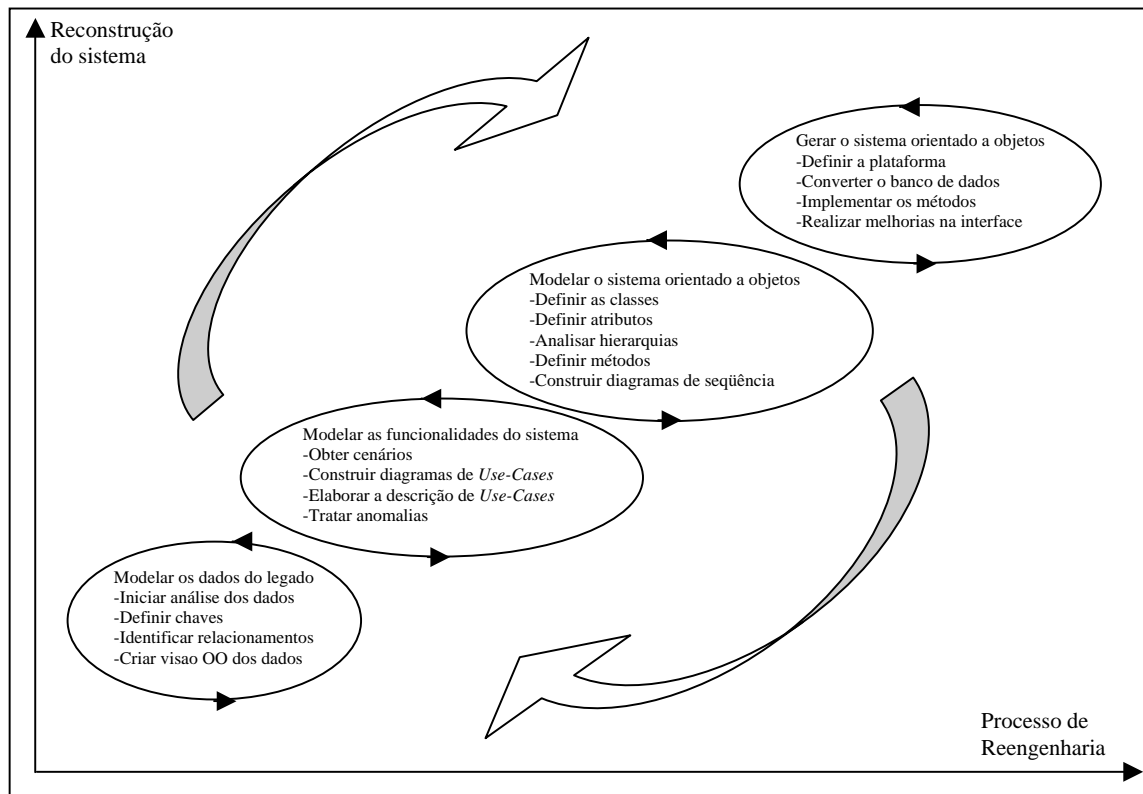 Reconstrução
do sistema
Gerar o sistema orientado a objetos
-Definir a plataforma
-Converter o banco de dados
-Implementar os métodos
-Realizar melhorias na interface
Modelar o sistema orientado a objetos
-Definir as classes
-Definir atributos
-Analisar hierarquias
-Definir métodos
-Construir diagramas de seqüência
Modelar as funcionalidades do sistema
-Obter cenários
-Construir diagramas de Use-Cases
-Elaborar a descrição de Use-Cases
-Tratar anomalias
Modelar os dados do legado
-Iniciar análise dos dados
-Definir chaves
-Identificar relacionamentos
-Criar visao OO dos dados
Processo de
Reengenharia